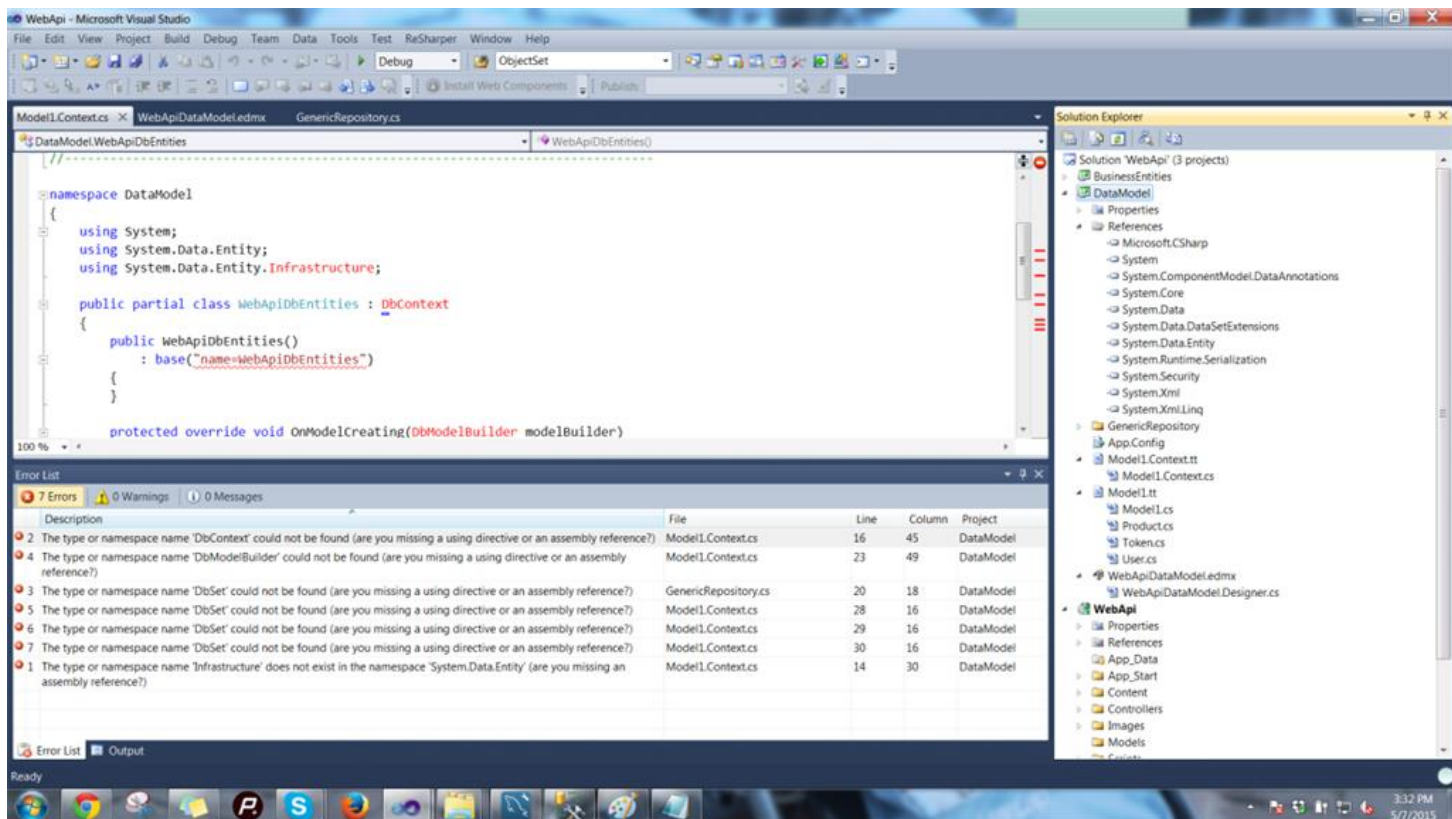 WebApi - Microsoft Visual Studio
File Edit View Project Build Debug Team Data Tools Test ReSharper Window Help
Debug ObjectSet
Install Web Components Publish:
Model1.Context.cs WebApiDataModel.edmx GenericRepository.cs
DataModel.WebApiDbEntities WebApiDbEntities()
//------------------------------------------------------------------------------
namespace DataModel
{
using System;
using System.Data.Entity;
using System.Data.Entity.Infrastructure;
public partial class WebApiDbEntities : DbContext
{
public WebApiDbEntities()
: base("name=WebApiDbEntities")
{
}
protected override void OnModelCreating(DbModelBuilder modelBuilder)
100 %
Error List
7 Errors 0 Warnings 0 Messages
Description File Line Column Project
2 The type or namespace name 'DbContext' could not be found (are you missing a using directive or an assembly reference?) Model1.Context.cs 16 45 DataModel
4 The type or namespace name 'DbModelBuilder' could not be found (are you missing a using directive or an assembly Model1.Context.cs 23 49 DataModel
reference?)
3 The type or namespace name 'DbSet' could not be found (are you missing a using directive or an assembly reference?) GenericRepository.cs 20 18 DataModel
5 The type or namespace name 'DbSet' could not be found (are you missing a using directive or an assembly reference?) Model1.Context.cs 28 16 DataModel
6 The type or namespace name 'DbSet' could not be found (are you missing a using directive or an assembly reference?) Model1.Context.cs 29 16 DataModel
7 The type or namespace name 'DbSet' could not be found (are you missing a using directive or an assembly reference?) Model1.Context.cs 30 16 DataModel
1 The type or namespace name 'Infrastructure' does not exist in the namespace 'System.Data.Entity' (are you missing an Model1.Context.cs 14 30 DataModel
assembly reference?)
Error List Output
Ready
Solution Explorer
Solution 'WebApi' (3 projects)
BusinessEntities
DataModel
Properties
References
Microsoft.CSharp
System
System.ComponentModel.DataAnnotations
System.Core
System.Data
System.Data.DataSetExtensions
System.Data.Entity
System.Runtime.Serialization
System.Security
System.Xml
System.Xml.Linq
GenericRepository
App.Config
Model1.Context.tt
Model1.Context.cs
Model1.tt
Model1.cs
Product.cs
Token.cs
User.cs
WebApiDataModel.edmx
WebApiDataModel.Designer.cs
WebApi
Properties
References
App_Data
App_Start
Content
Controllers
Images
Models
Scripts
3:32 PM
5/7/2015